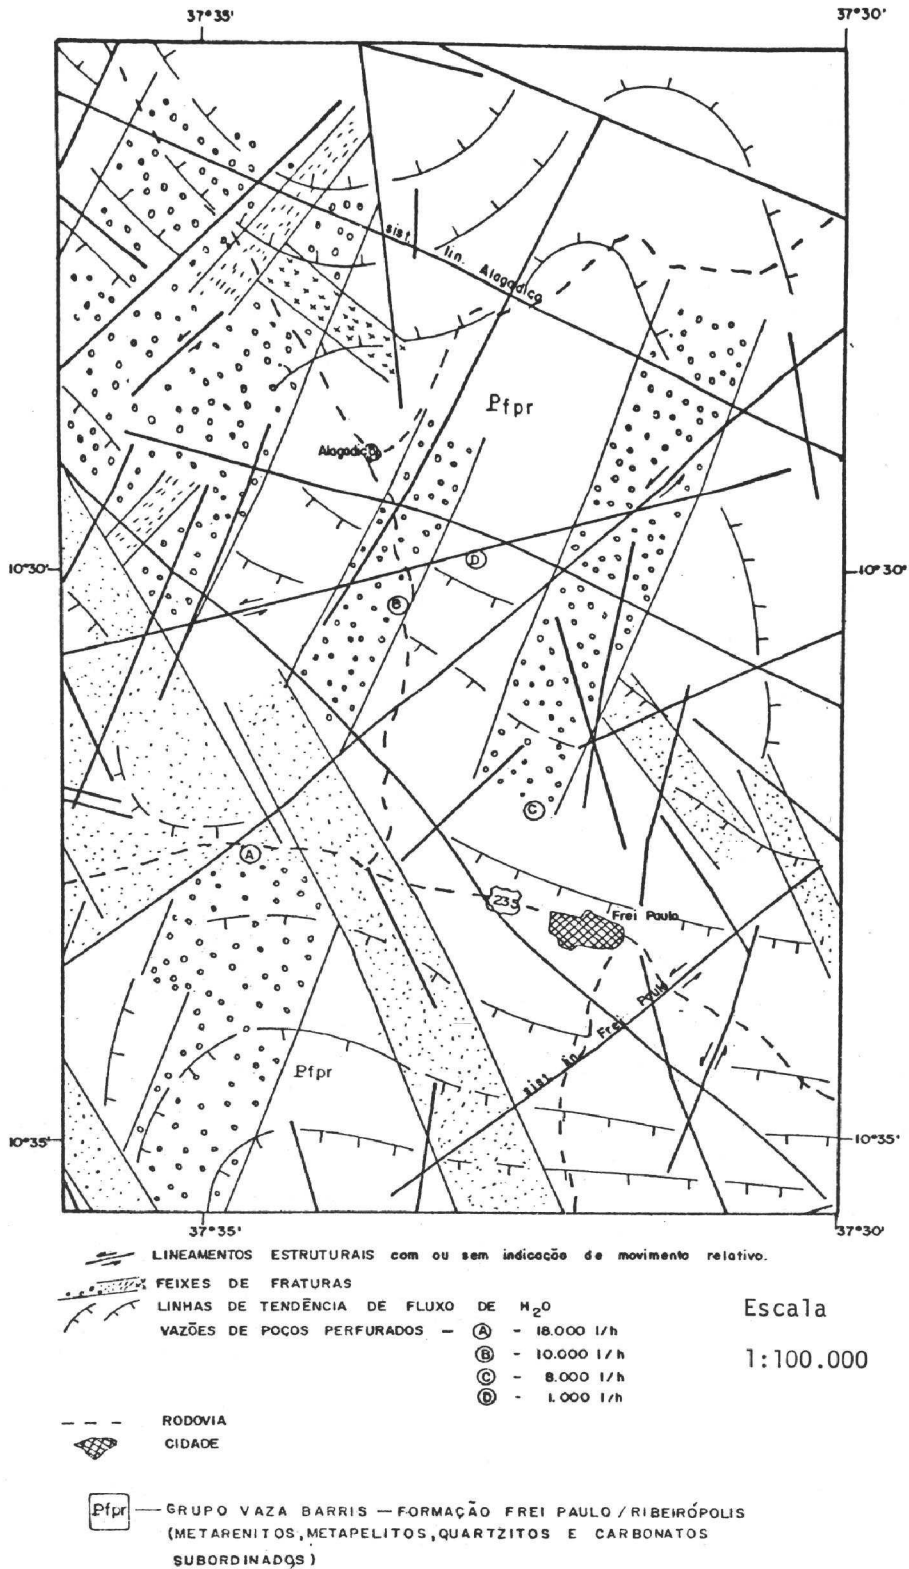 37°35' 37°30'
sist. lin. Alagadiço
Pfpr
Alagadiço
10°30' 10°30'
D
B
C
A
235
Frei Paulo
sist. lin. Frei Paulo
Pfpr
10°35' 10°35'
37°35' 37°30'
LINEAMENTOS ESTRUTURAIS com ou sem indicação de movimento relativo.
FEIXES DE FRATURAS
LINHAS DE TENDÊNCIA DE FLUXO DE H₂O
VAZÕES DE POÇOS PERFURADOS — A - 18.000 l/h
B - 10.000 l/h
C - 8.000 l/h
D - 1.000 l/h
Escala
1:100.000
RODOVIA
CIDADE
Pfpr — GRUPO VAZA BARRIS — FORMAÇÃO FREI PAULO / RIBEIRÓPOLIS
(METARENITOS, METAPELITOS, QUARTZITOS E CARBONATOS
SUBORDINADOS)